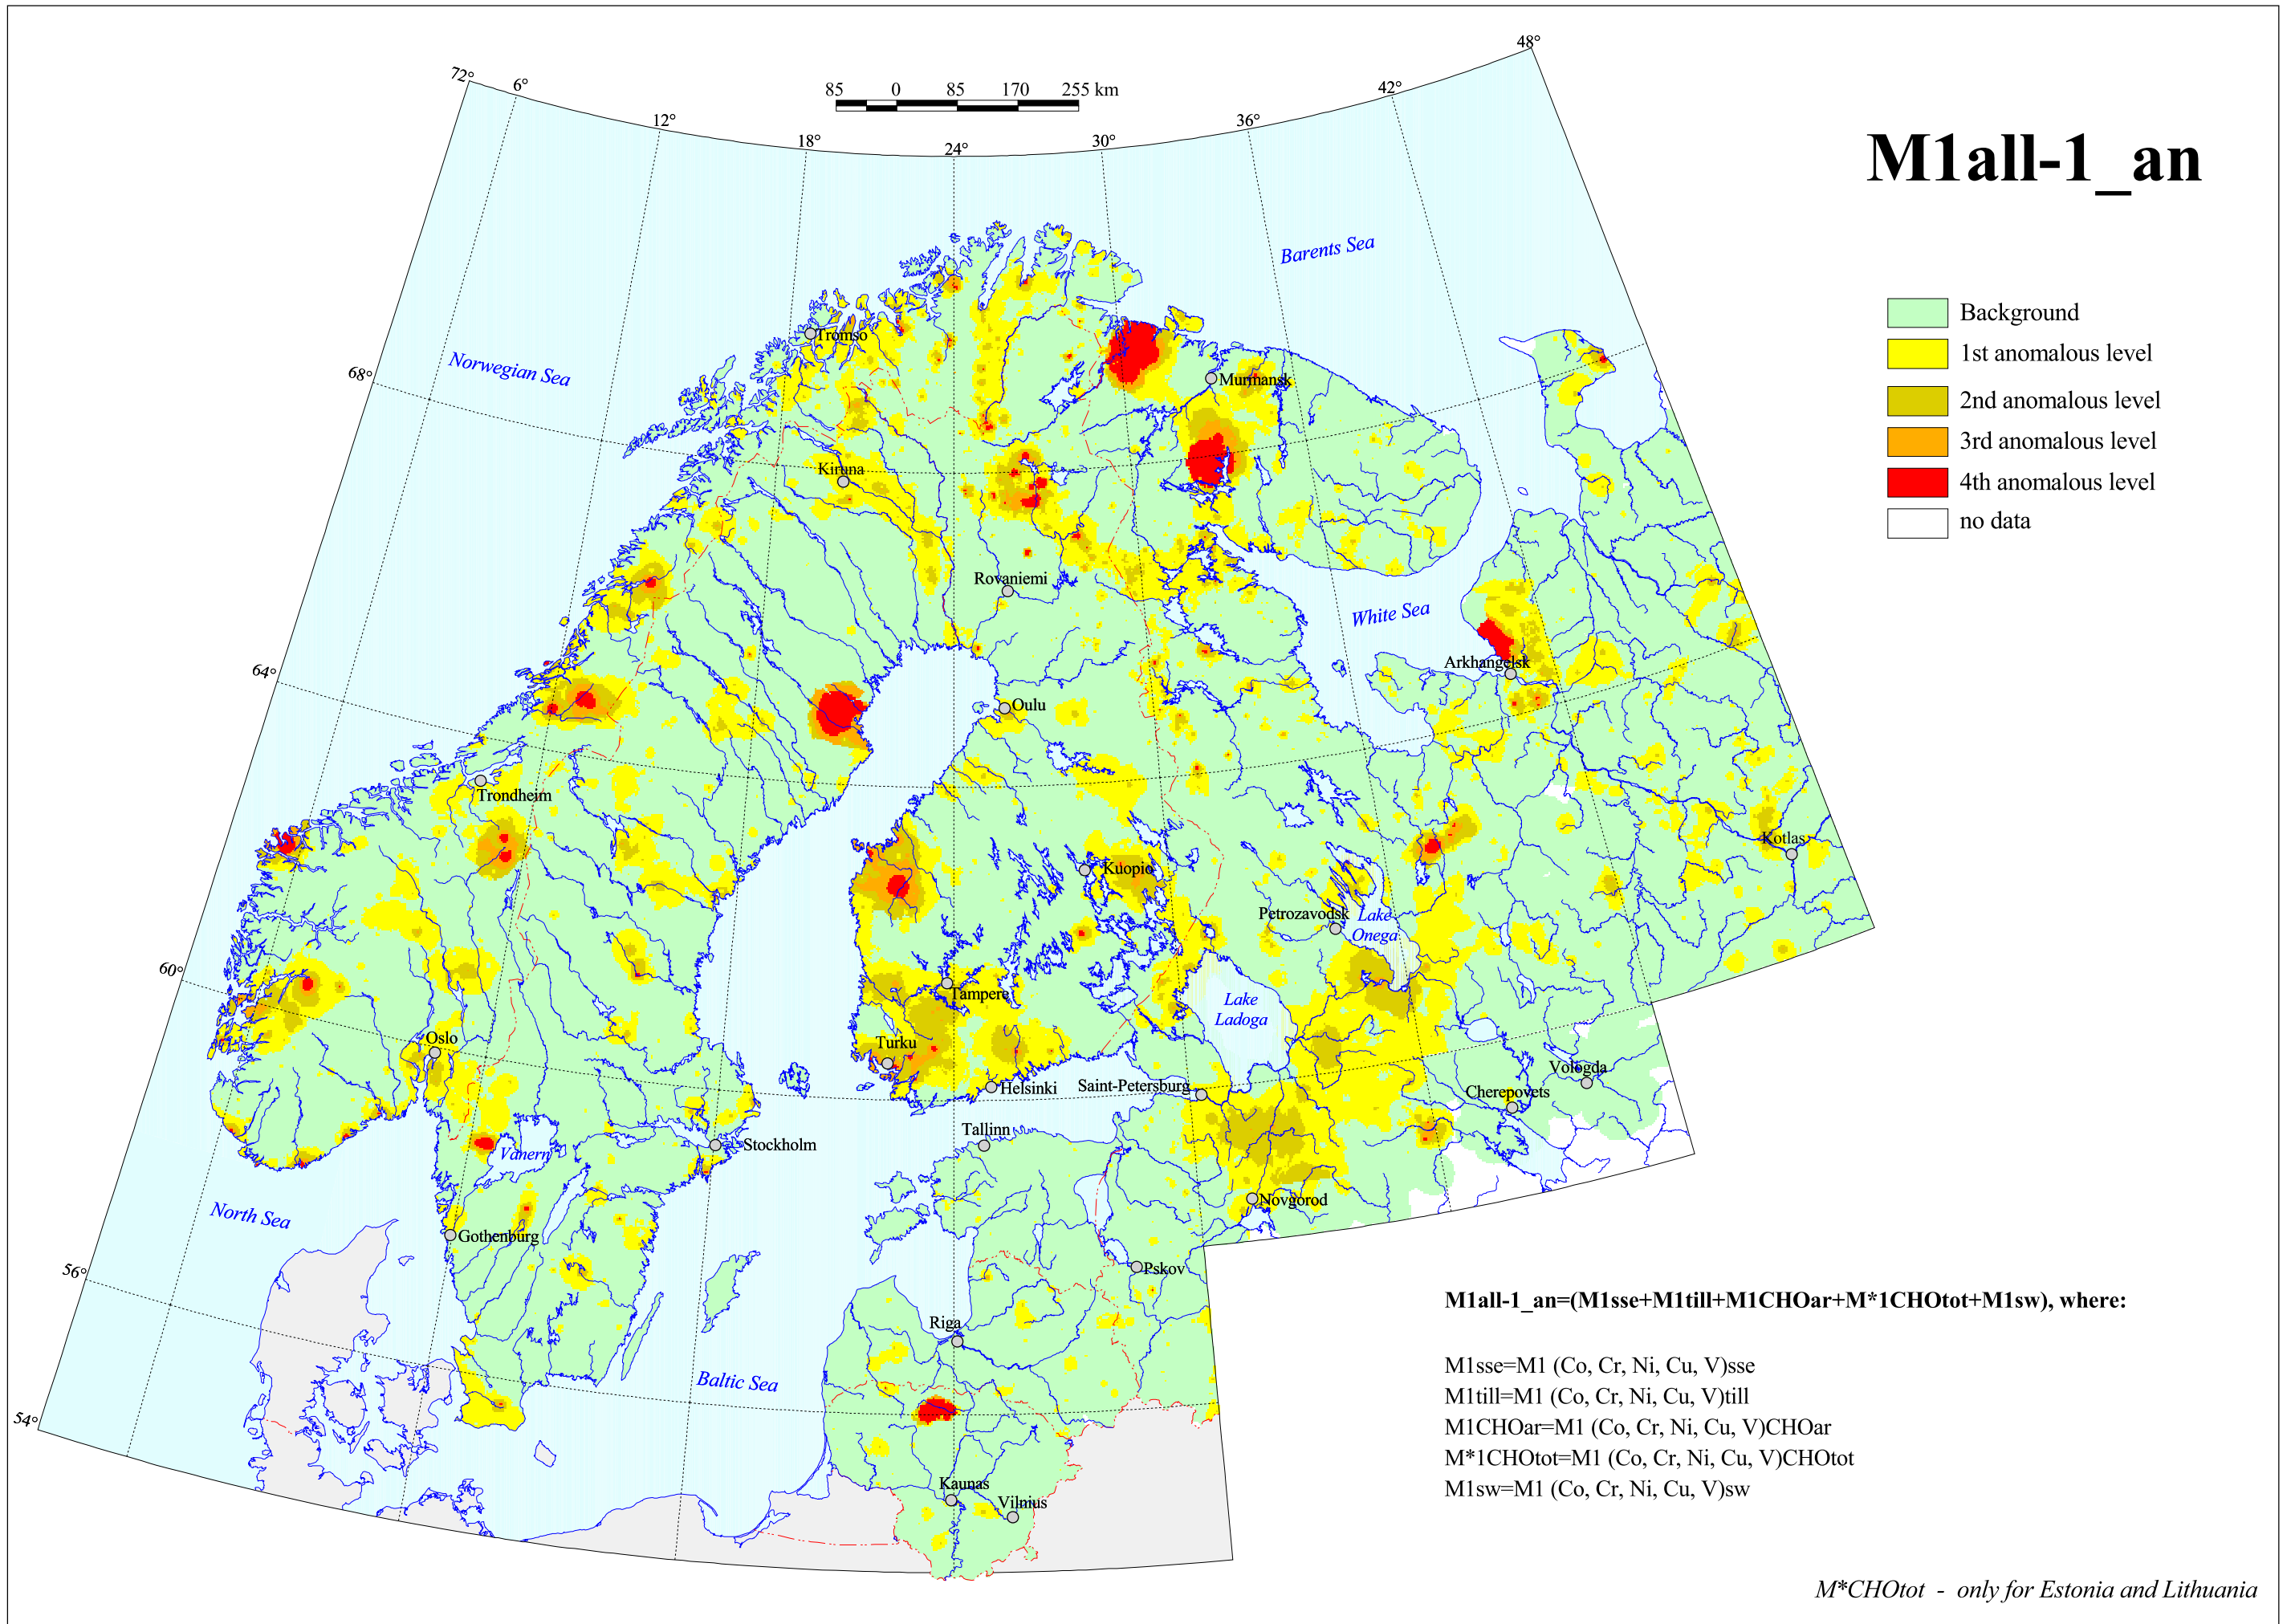 M1all-1_an
48°
42°
36°
30°
24°
18°
12°
6°
72°
68°
64°
60°
56°
54°
85 0 85 170 255 km
Background
1st anomalous level
2nd anomalous level
3rd anomalous level
4th anomalous level
no data
Barents Sea
Norwegian Sea
Tromso
Murmansk
Kiruna
Rovaniemi
White Sea
Arkhangelsk
Oulu
Trondheim
Kotlas
Kuopio
Petrozavodsk
Lake
Onega
Tampere
Lake
Ladoga
Oslo
Turku
Helsinki
Saint-Petersburg
Vologda
Cherepovets
Tallinn
Stockholm
Vanern
Novgorod
North Sea
Gothenburg
Pskov
Riga
Baltic Sea
Kaunas
Vilnius
M1all-1_an=(M1sse+M1till+M1CHOar+M*1CHOtot+M1sw), where:
M1sse=M1 (Co, Cr, Ni, Cu, V)sse
M1till=M1 (Co, Cr, Ni, Cu, V)till
M1CHOar=M1 (Co, Cr, Ni, Cu, V)CHOar
M*1CHOtot=M1 (Co, Cr, Ni, Cu, V)CHOtot
M1sw=M1 (Co, Cr, Ni, Cu, V)sw
M*CHOtot - only for Estonia and Lithuania